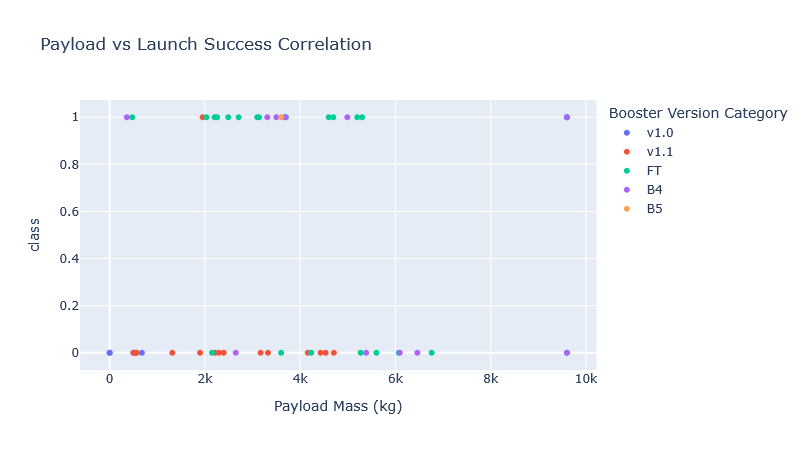 Payload vs Launch Success Correlation
Booster Version Category
v1.0
v1.1
FT
B4
B5
class
1
0.8
0.6
0.4
0.2
0
0 2k 4k 6k 8k 10k
Payload Mass (kg)